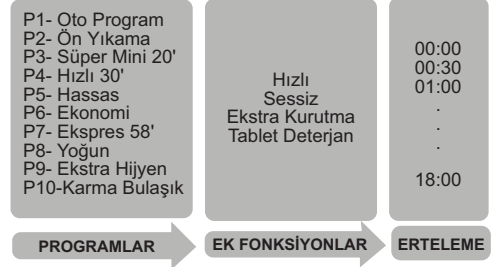 P1- Oto Program
P2- Ön Yıkama
P3- Süper Mini 20'
P4- Hızlı 30'
P5- Hassas
P6- Ekonomi
P7- Ekspres 58'
P8- Yoğun
P9- Ekstra Hijyen
P10-Karma Bulaşık
PROGRAMLAR
Hızlı
Sessiz
Ekstra Kurutma
Tablet Deterjan
EK FONKSİYONLAR
00:00
00:30
01:00
.
.
.
18:00
ERTELEME